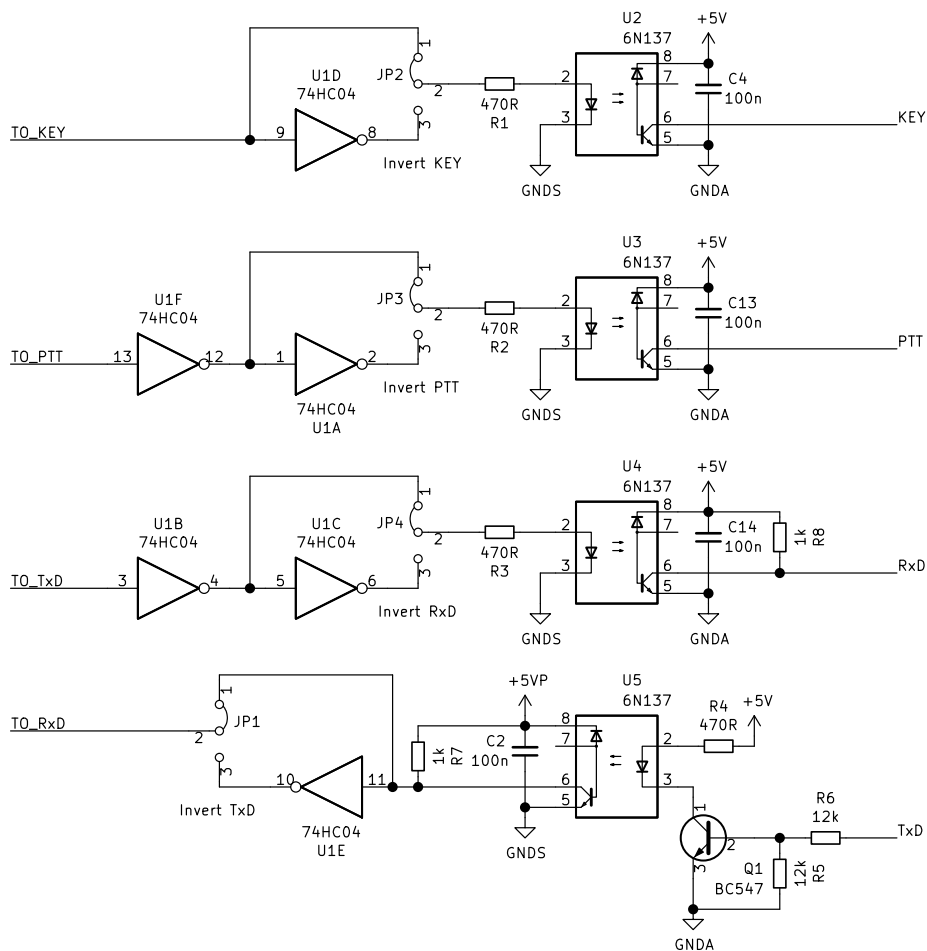 U2
6N137
+5V
1
JP2
2
3
U1D
74HC04
470R
R1
2
3
8
7
6
5
C4
100n
TO_KEY
9
8
Invert KEY
KEY
GNDS
GNDA
U3
6N137
+5V
1
JP3
2
3
U1F
74HC04
470R
R2
2
3
8
7
6
5
C13
100n
TO_PTT
13
12
1
2
74HC04
U1A
Invert PTT
PTT
GNDS
GNDA
U4
6N137
+5V
1
JP4
2
3
U1B
74HC04
U1C
74HC04
470R
R3
2
3
8
7
6
5
C14
100n
1k
R8
TO_TxD
3
4
5
6
Invert RxD
RxD
GNDS
GNDA
U5
6N137
+5VP
R4
470R
+5V
1
JP1
2
3
TO_RxD
1k
R7
C2
100n
8
7
6
5
2
3
10
11
Invert TxD
74HC04
U1E
GNDS
1
2
3
R6
12k
TxD
Q1
BC547
12k
R5
GNDA